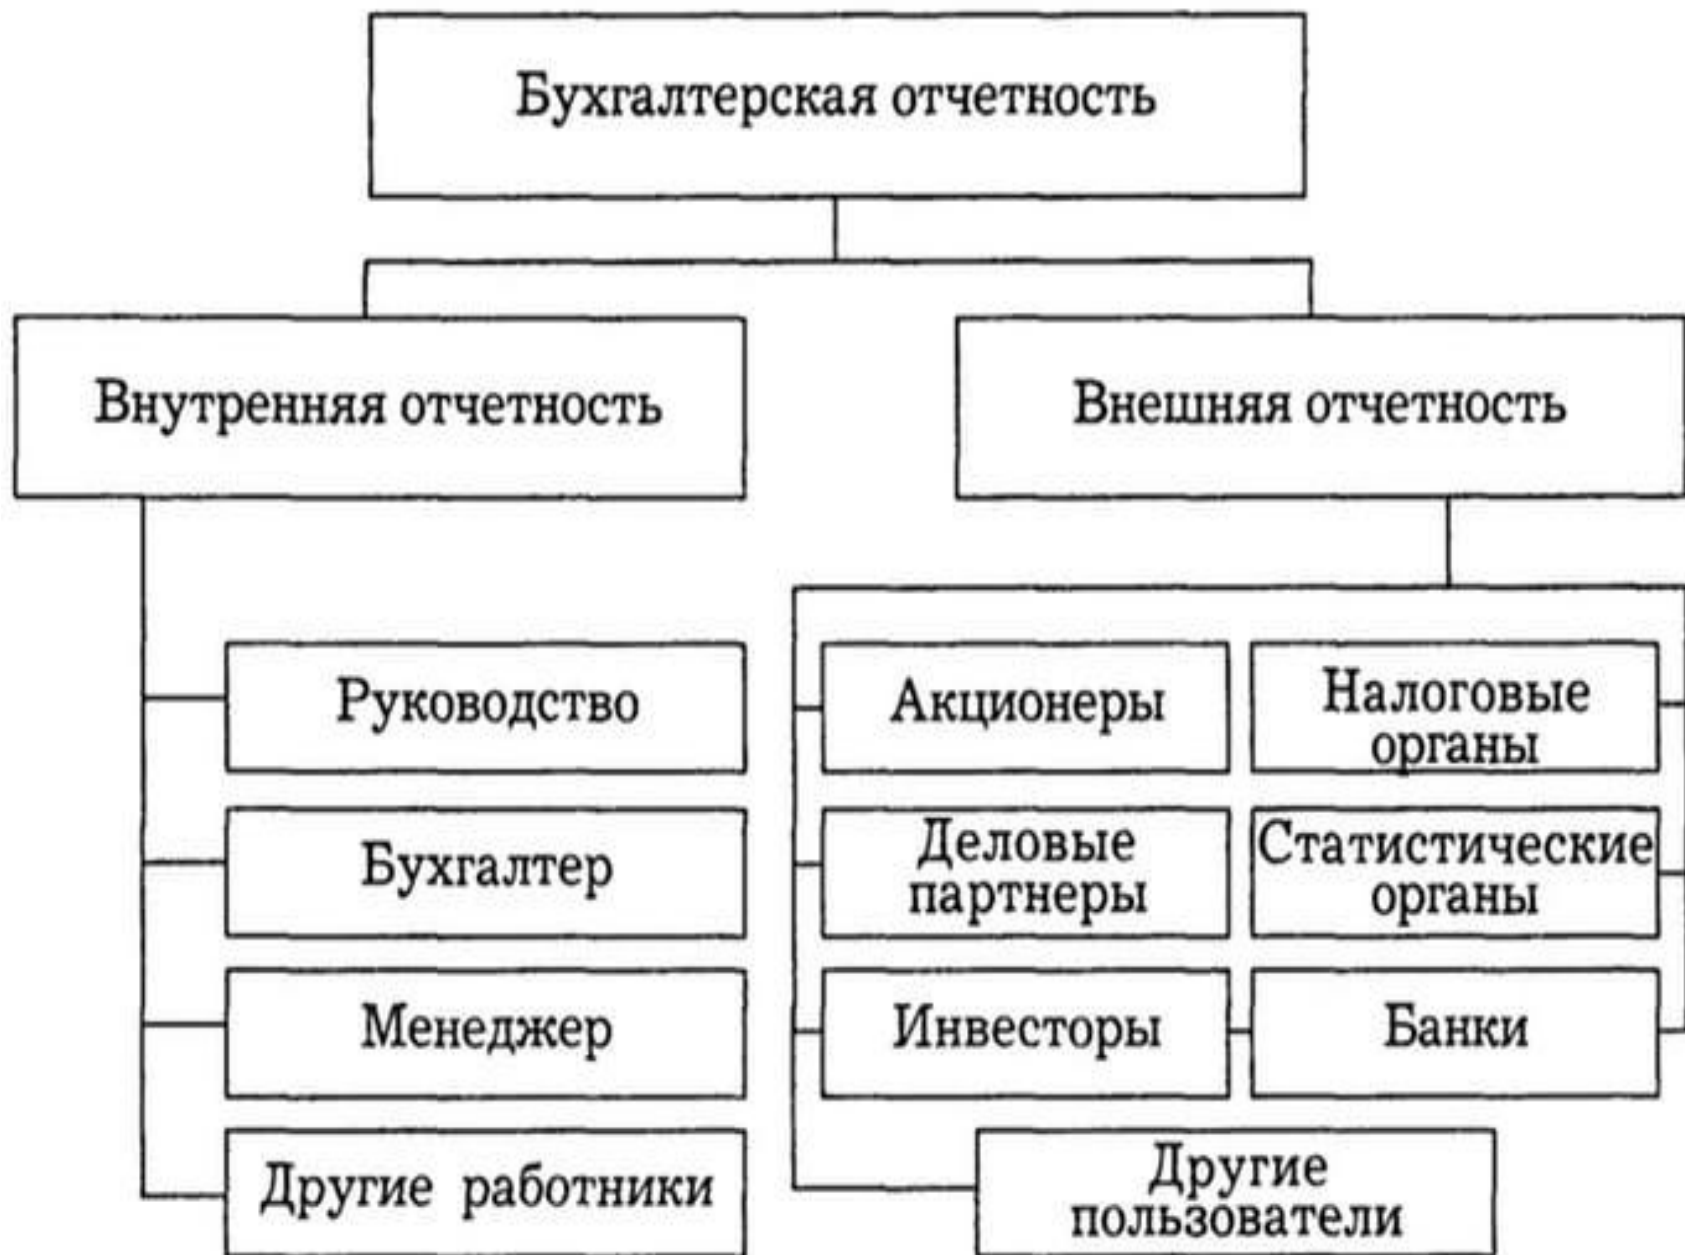 Бухгалтерская отчетность
Внутренняя отчетность
Внешняя отчетность
Руководство
Бухгалтер
Менеджер
Другие работники
Акционеры
Налоговые
органы
Деловые
партнеры
Статистические
органы
Инвесторы
Банки
Другие
пользователи